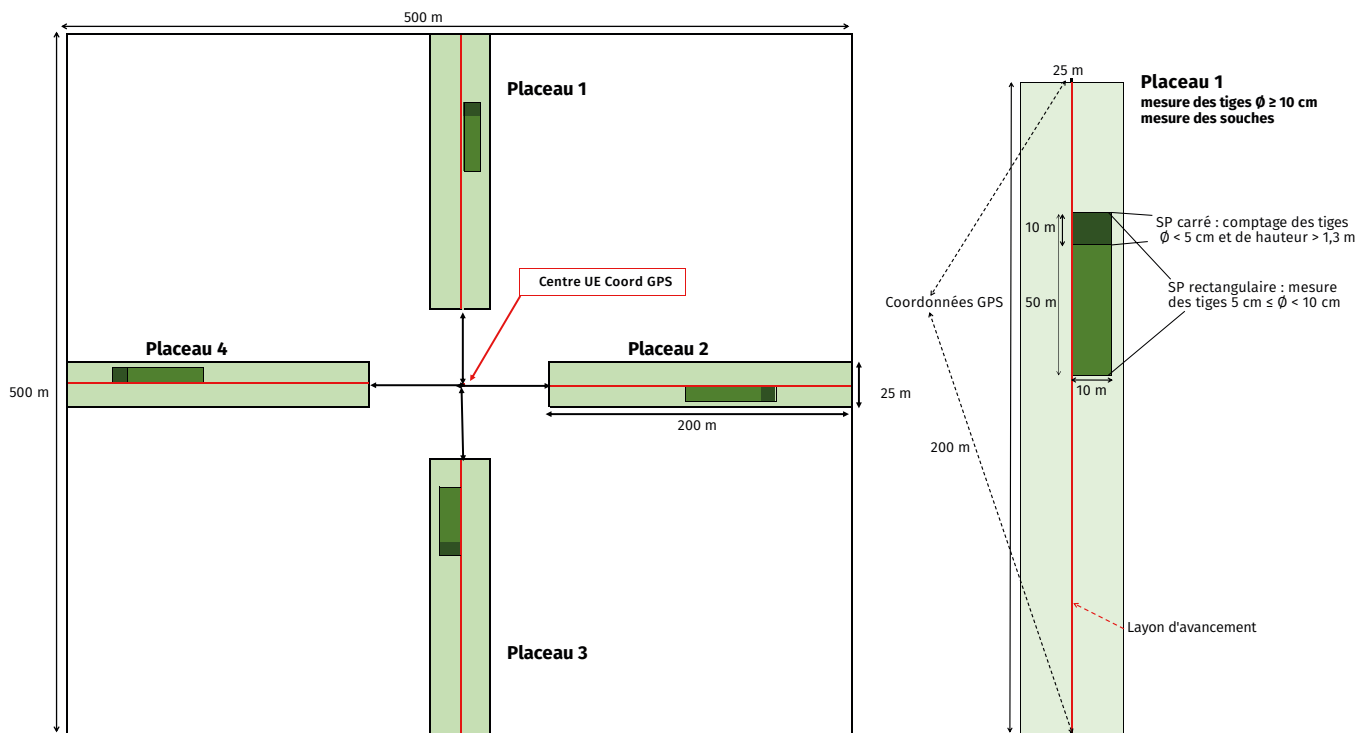 500 m
Placeau 1
Centre UE Coord GPS
Placeau 4
Placeau 2
500 m
25 m
200 m
Placeau 3
25 m
Placeau 1
mesure des tiges Ø ≥ 10 cm
mesure des souches
10 m
SP carré : comptage des tiges
Ø < 5 cm et de hauteur > 1,3 m
Coordonnées GPS
50 m
SP rectangulaire : mesure
des tiges 5 cm ≤ Ø < 10 cm
10 m
200 m
Layon d'avancement